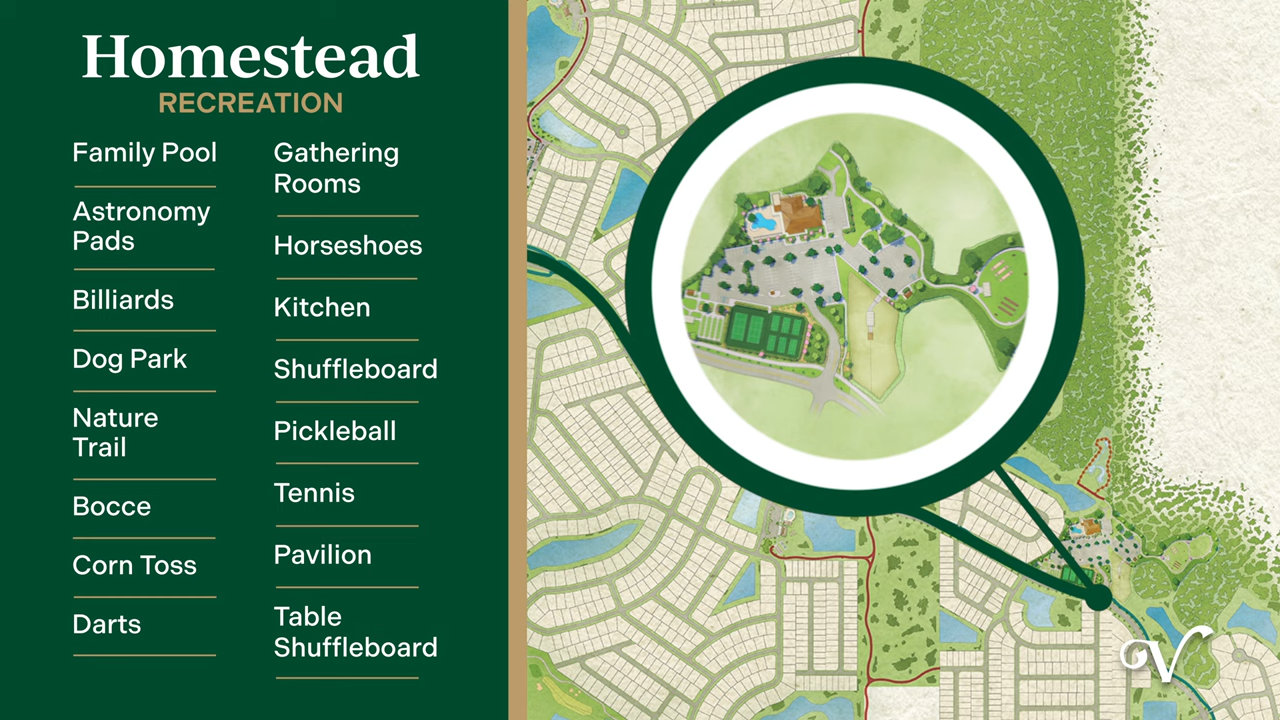 Homestead
RECREATION
Family Pool
Astronomy
Pads
Billiards
Dog Park
Nature
Trail
Bocce
Corn Toss
Darts
Gathering
Rooms
Horseshoes
Kitchen
Shuffleboard
Pickleball
Tennis
Pavilion
Table
Shuffleboard
V